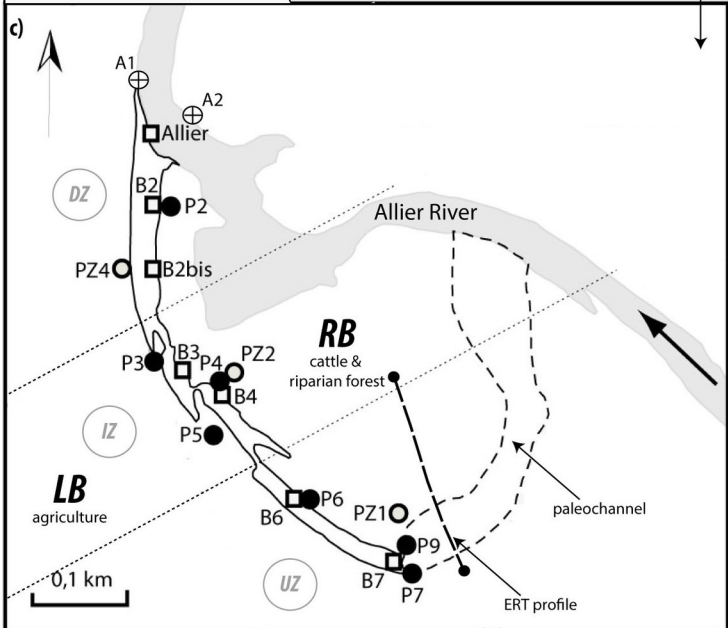 c)
A1
A2
Allier
DZ
B2
P2
Allier River
PZ4
B2bis
RB
cattle &
riparian forest
P3
B3
P4
PZ2
B4
IZ
P5
LB
agriculture
B6
P6
PZ1
paleochannel
P9
B7
P7
0,1 km
UZ
ERT profile